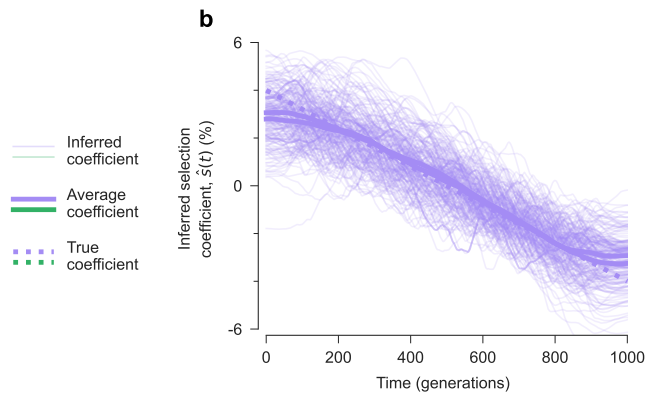 b
Inferred
coefficient
Average
coefficient
True
coefficient
Inferred selection
coefficient, ŝ(t) (%)
6
0
-6
0 200 400 600 800 1000
Time (generations)